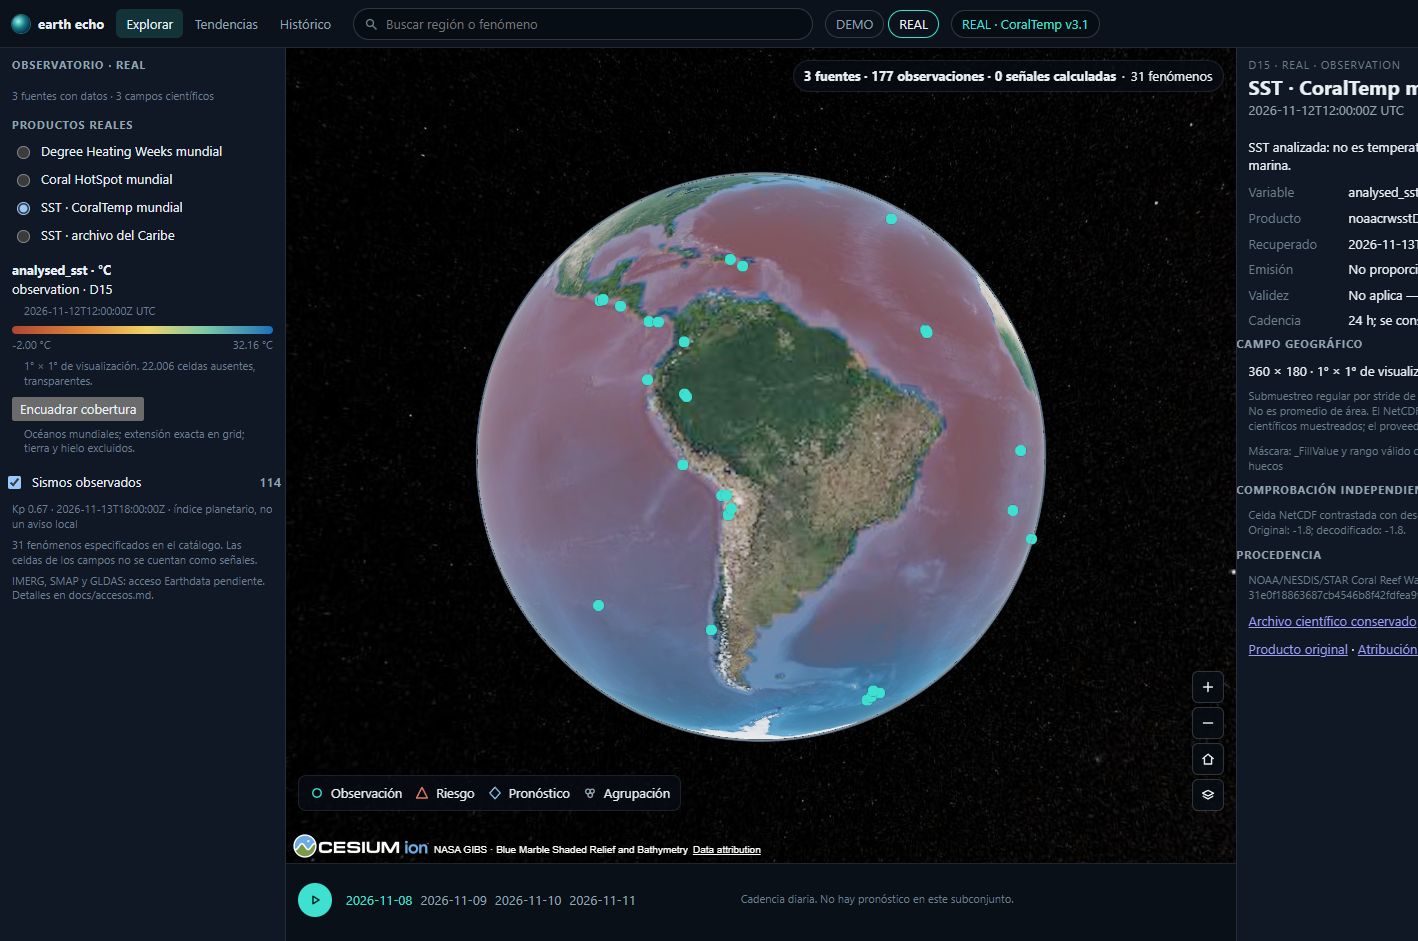 earth echo
Explorar
Tendencias
Histórico
Buscar región o fenómeno
DEMO
REAL
REAL · CoralTemp v3.1
OBSERVATORIO · REAL
3 fuentes con datos · 3 campos científicos
PRODUCTOS REALES
Degree Heating Weeks mundial
Coral HotSpot mundial
SST · CoralTemp mundial
SST · archivo del Caribe
analysed_sst · °C
observation · D15
2026-11-12T12:00:00Z UTC
-2.00 °C
32.16 °C
1° × 1° de visualización. 22.006 celdas ausentes,
transparentes.
Encuadrar cobertura
Océanos mundiales; extensión exacta en grid;
tierra y hielo excluidos.
Sismos observados
114
Kp 0.67 · 2026-11-13T18:00:00Z · índice planetario, no
un aviso local
31 fenómenos especificados en el catálogo. Las
celdas de los campos no se cuentan como señales.
IMERG, SMAP y GLDAS: acceso Earthdata pendiente.
Detalles en docs/accesos.md.
3 fuentes · 177 observaciones · 0 señales calculadas · 31 fenómenos
Observación
Riesgo
Pronóstico
Agrupación
CESIUM ion NASA GIBS · Blue Marble Shaded Relief and Bathymetry Data attribution
2026-11-08 2026-11-09 2026-11-10 2026-11-11
Cadencia diaria. No hay pronóstico en este subconjunto.
D15 · REAL · OBSERVATION
SST · CoralTemp m
2026-11-12T12:00:00Z UTC
SST analizada: no es temperat
marina.
Variable analysed_sst
Producto noaacrwsstD
Recuperado 2026-11-13T
Emisión No proporci
Validez No aplica —
Cadencia 24 h; se cons
CAMPO GEOGRÁFICO
360 × 180 · 1° × 1° de visualiz
Submuestreo regular por stride de
No es promedio de área. El NetCD
científicos muestreados; el proveed
Máscara: _FillValue y rango válido c
huecos
COMPROBACIÓN INDEPENDIEN
Celda NetCDF contrastada con des
Original: -1.8; decodificado: -1.8.
PROCEDENCIA
NOAA/NESDIS/STAR Coral Reef Wa
31e0f18863687cb4546b8f42fdfea9
Archivo científico conservado
Producto original · Atribución